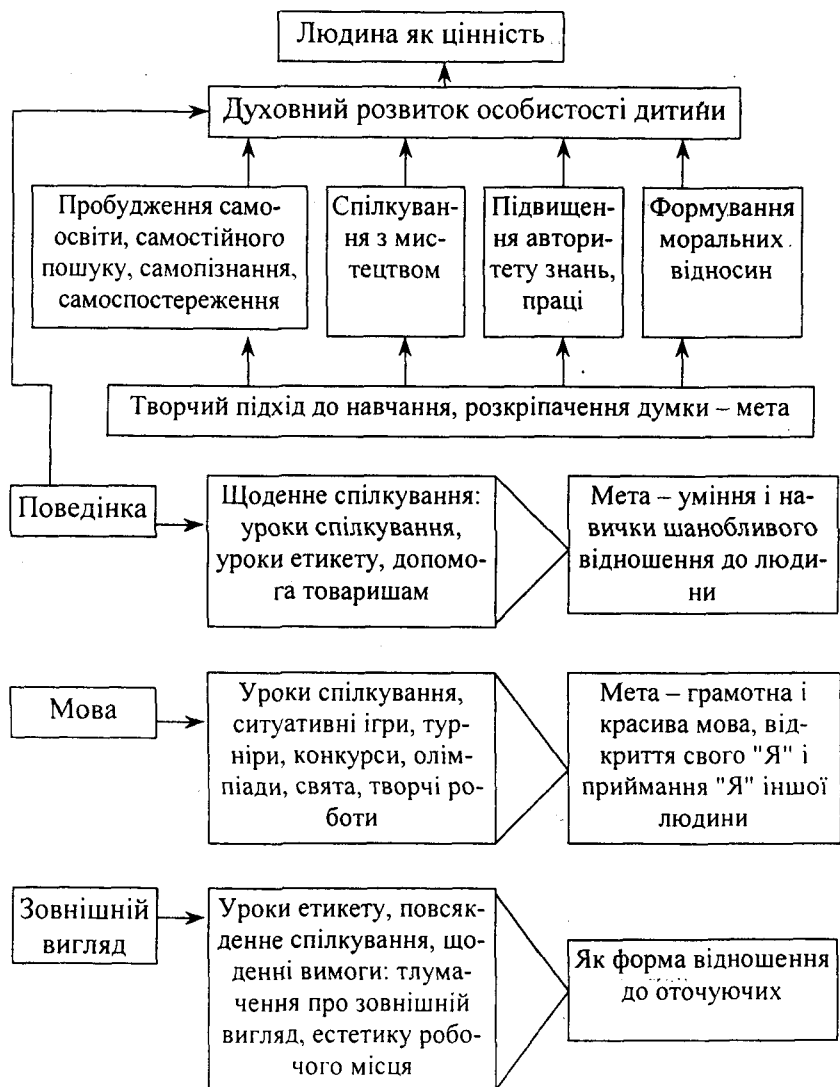 Людина як цінність
Духовний розвиток особистості дитини
Пробудження само-
освіти, самостійного
пошуку, самопізнання,
самоспостереження
Спілкуван-
ня з мис-
тецтвом
Підвищен-
ня автори-
тету знань,
праці
Формування
моральних
відносин
Творчий підхід до навчання, розкріпачення думки – мета
Поведінка
Щоденне спілкування:
уроки спілкування,
уроки етикету, допомо-
га товаришам
Мета – уміння і на-
вички шанобливого
відношення до люди-
ни
Мова
Уроки спілкування,
ситуативні ігри, тур-
ніри, конкурси, олім-
піади, свята, творчі ро-
боти
Мета – грамотна і
красива мова, від-
криття свого "Я" і
приймання "Я" іншої
людини
Зовнішній
вигляд
Уроки етикету, повсяк-
денне спілкування, що-
денні вимоги: тлума-
чення про зовнішній
вигляд, естетику робо-
чого місця
Як форма відношення
до оточуючих